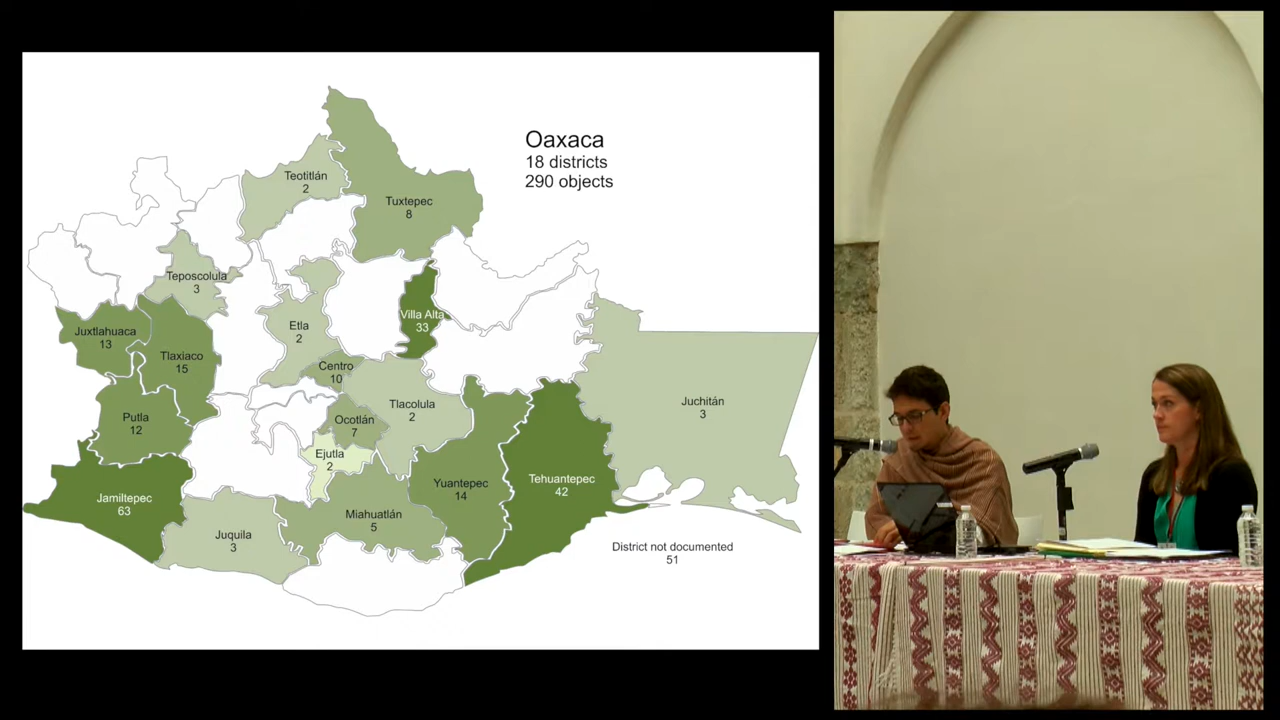 Oaxaca
18 districts
290 objects
Teotitlán
2
Tuxtepec
8
Teposcolula
3
Villa Alta
33
Juxtlahuaca
13
Etla
2
Tlaxiaco
15
Centro
10
Tlacolula
2
Juchitán
3
Putla
12
Ocotlán
7
Ejutla
2
Yuantepec
14
Tehuantepec
42
Jamiltepec
63
Miahuatlán
5
Juquila
3
District not documented
51